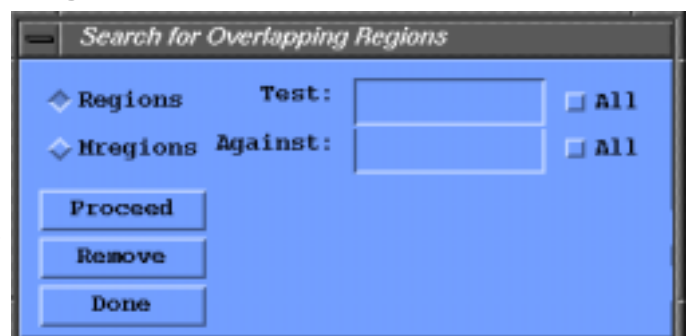 Search for Overlapping Regions
Regions Test: All
Mregions Against: All
Proceed
Remove
Done